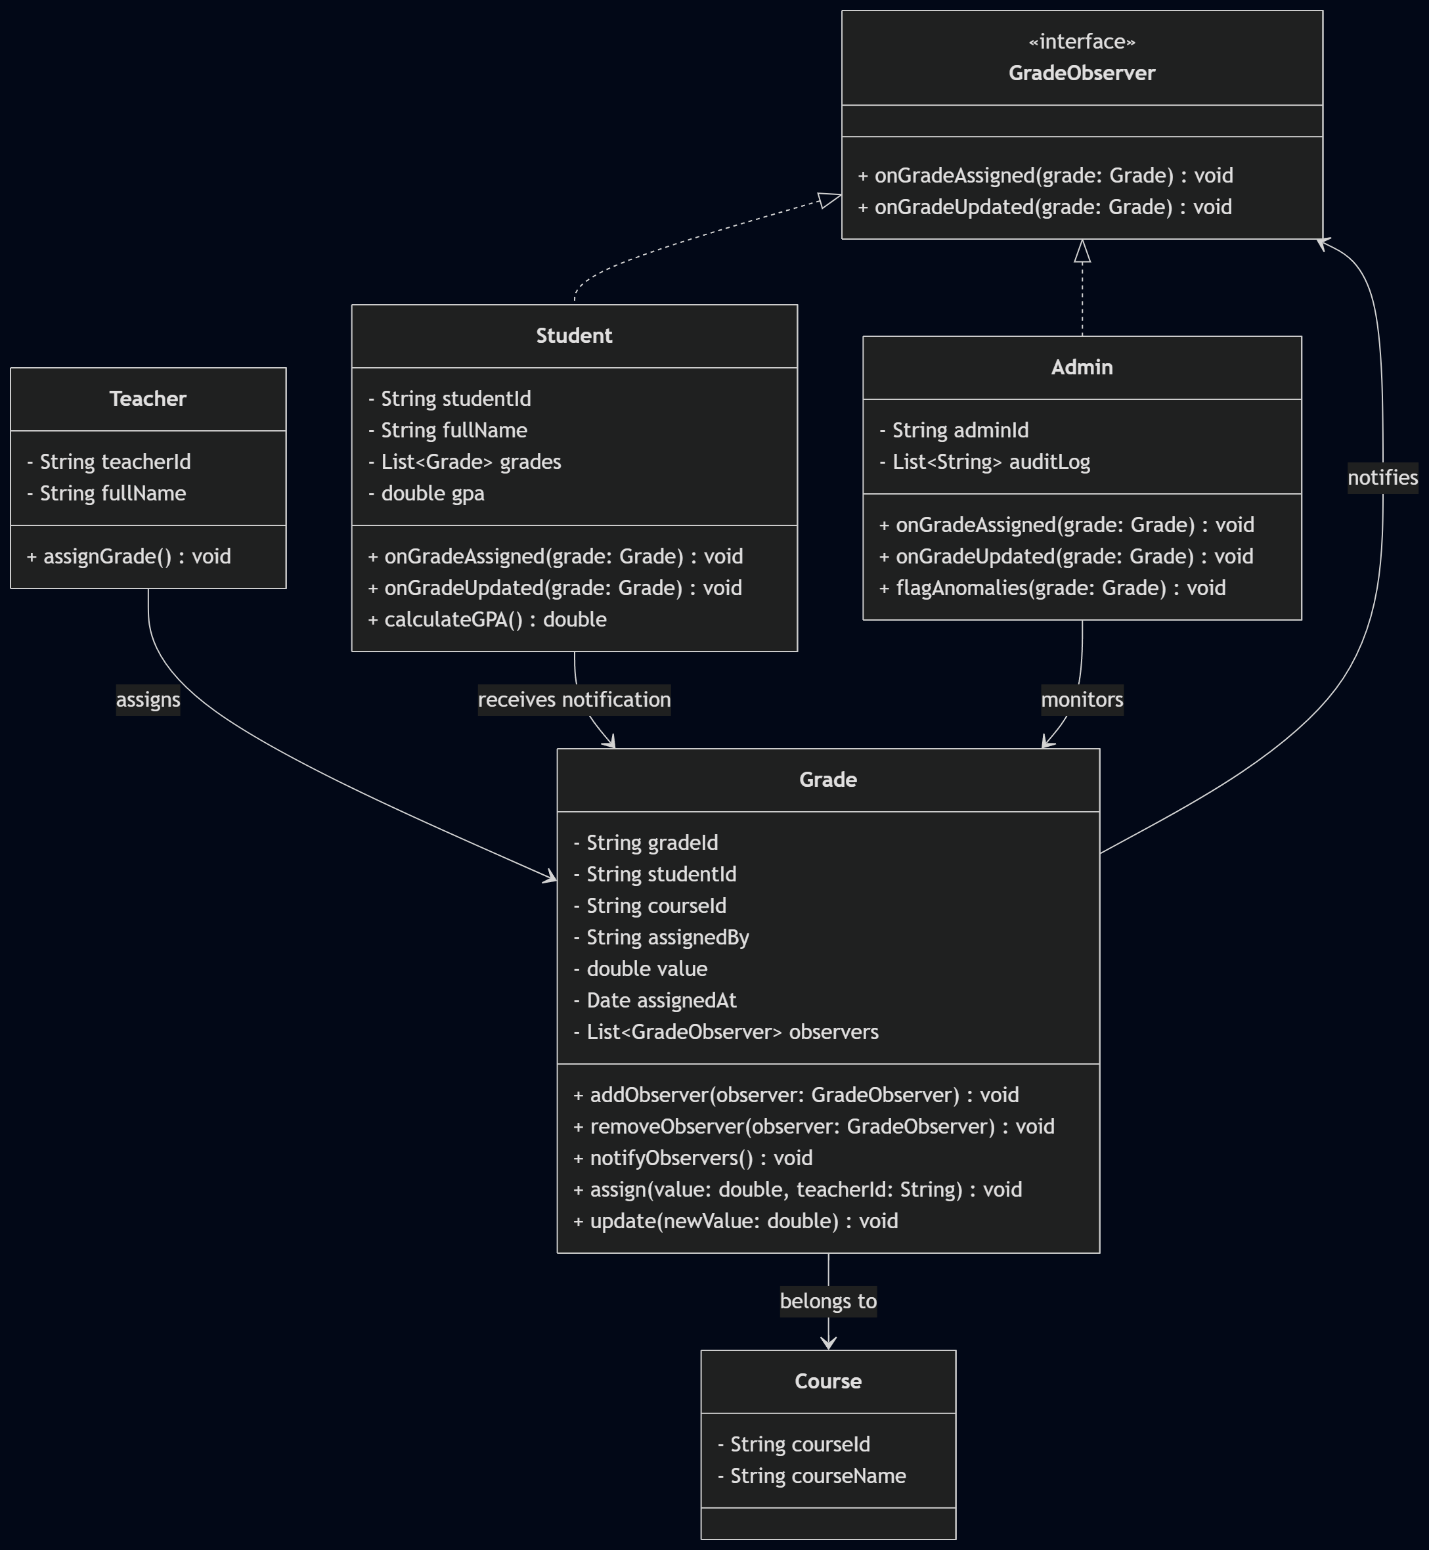 «interface»
GradeObserver
+ onGradeAssigned(grade: Grade) : void
+ onGradeUpdated(grade: Grade) : void
Student
- String studentId
- String fullName
- List<Grade> grades
- double gpa
+ onGradeAssigned(grade: Grade) : void
+ onGradeUpdated(grade: Grade) : void
+ calculateGPA() : double
Admin
- String adminId
- List<String> auditLog
+ onGradeAssigned(grade: Grade) : void
+ onGradeUpdated(grade: Grade) : void
+ flagAnomalies(grade: Grade) : void
Teacher
- String teacherId
- String fullName
+ assignGrade() : void
notifies
assigns
receives notification
monitors
Grade
- String gradeId
- String studentId
- String courseId
- String assignedBy
- double value
- Date assignedAt
- List<GradeObserver> observers
+ addObserver(observer: GradeObserver) : void
+ removeObserver(observer: GradeObserver) : void
+ notifyObservers() : void
+ assign(value: double, teacherId: String) : void
+ update(newValue: double) : void
belongs to
Course
- String courseId
- String courseName